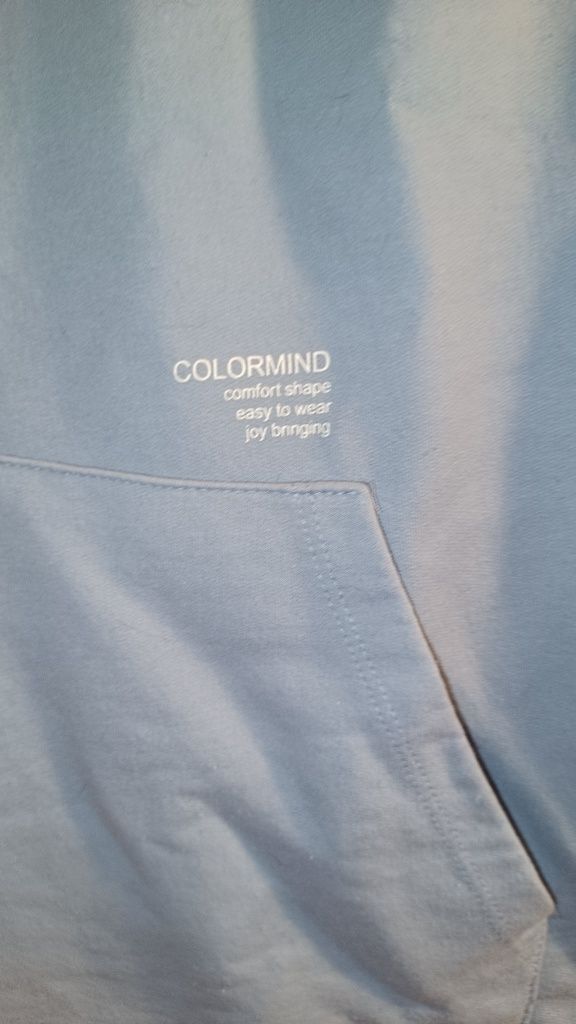 COLORMIND
comfort shape
easy to wear
joy bringing